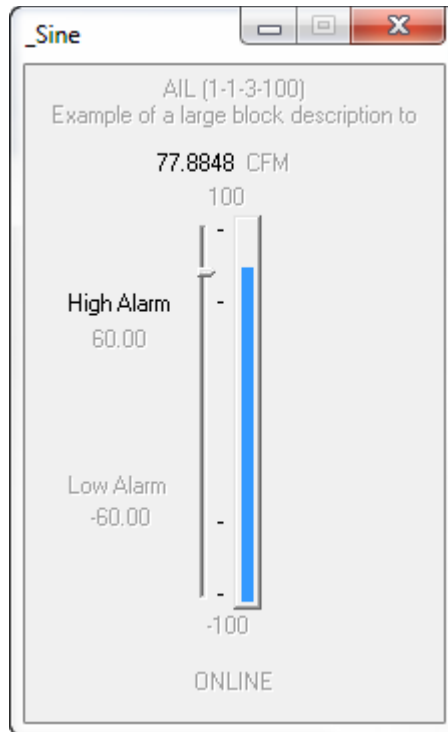 _Sine
AIL (1-1-3-100)
Example of a large block description to
77.8848 CFM
100
High Alarm
60.00
Low Alarm
-60.00
-100
ONLINE